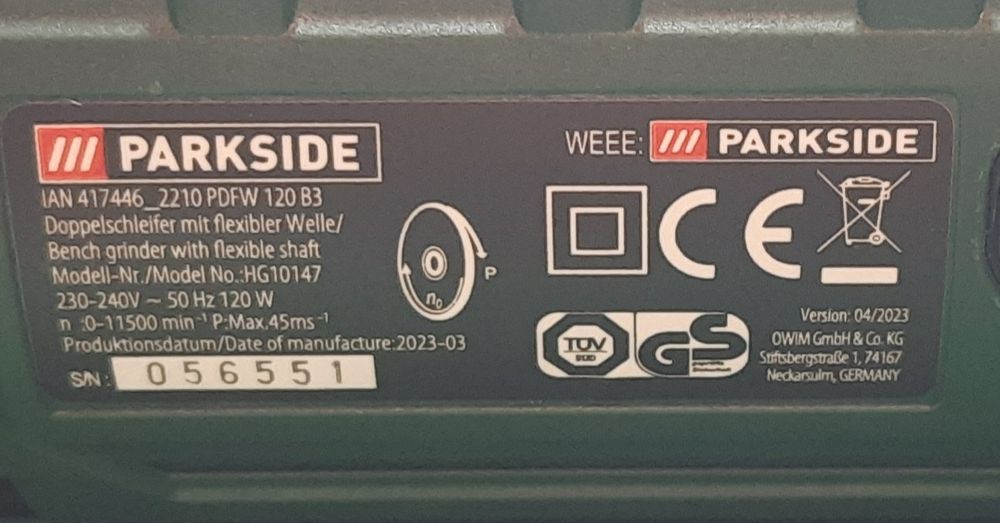 PARKSIDE
IAN 417446_2210 PDFW 120 B3
Doppelschleifer mit flexibler Welle/
Bench grinder with flexible shaft
Modell-Nr./Model No.:HG10147
230-240V ~ 50 Hz 120 W
n :0-11500 min⁻¹ P:Max.45ms⁻¹
Produktionsdatum/Date of manufacture:2023-03
S/N: 056551
P
n₀
WEEE: PARKSIDE
CE
TÜV
SÜD
GS
Version: 04/2023
OWIM GmbH & Co. KG
Stiftsbergstraße 1, 74167
Neckarsulm, GERMANY